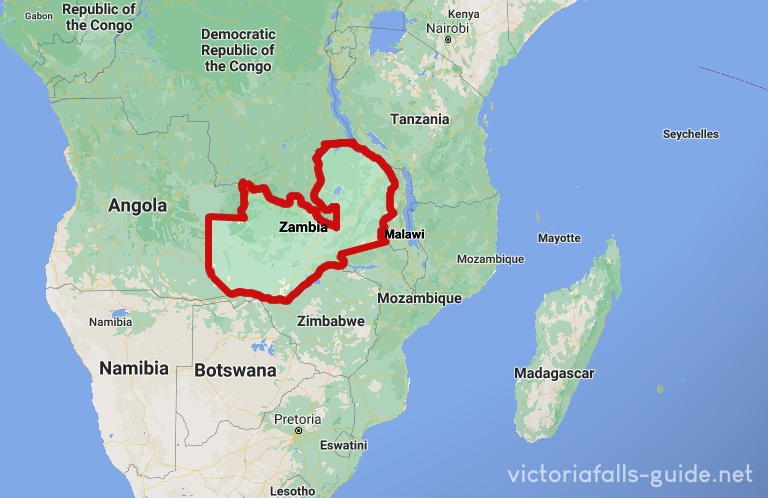 Gabon
Republic of
the Congo
Democratic
Republic of
the Congo
Kenya
Nairobi
Tanzania
Seychelles
Angola
Zambia
Malawi
Mayotte
Mozambique
Mozambique
Namibia
Zimbabwe
Namibia
Botswana
Madagascar
Pretoria
Eswatini
victoriafalls-guide.net
Lesotho